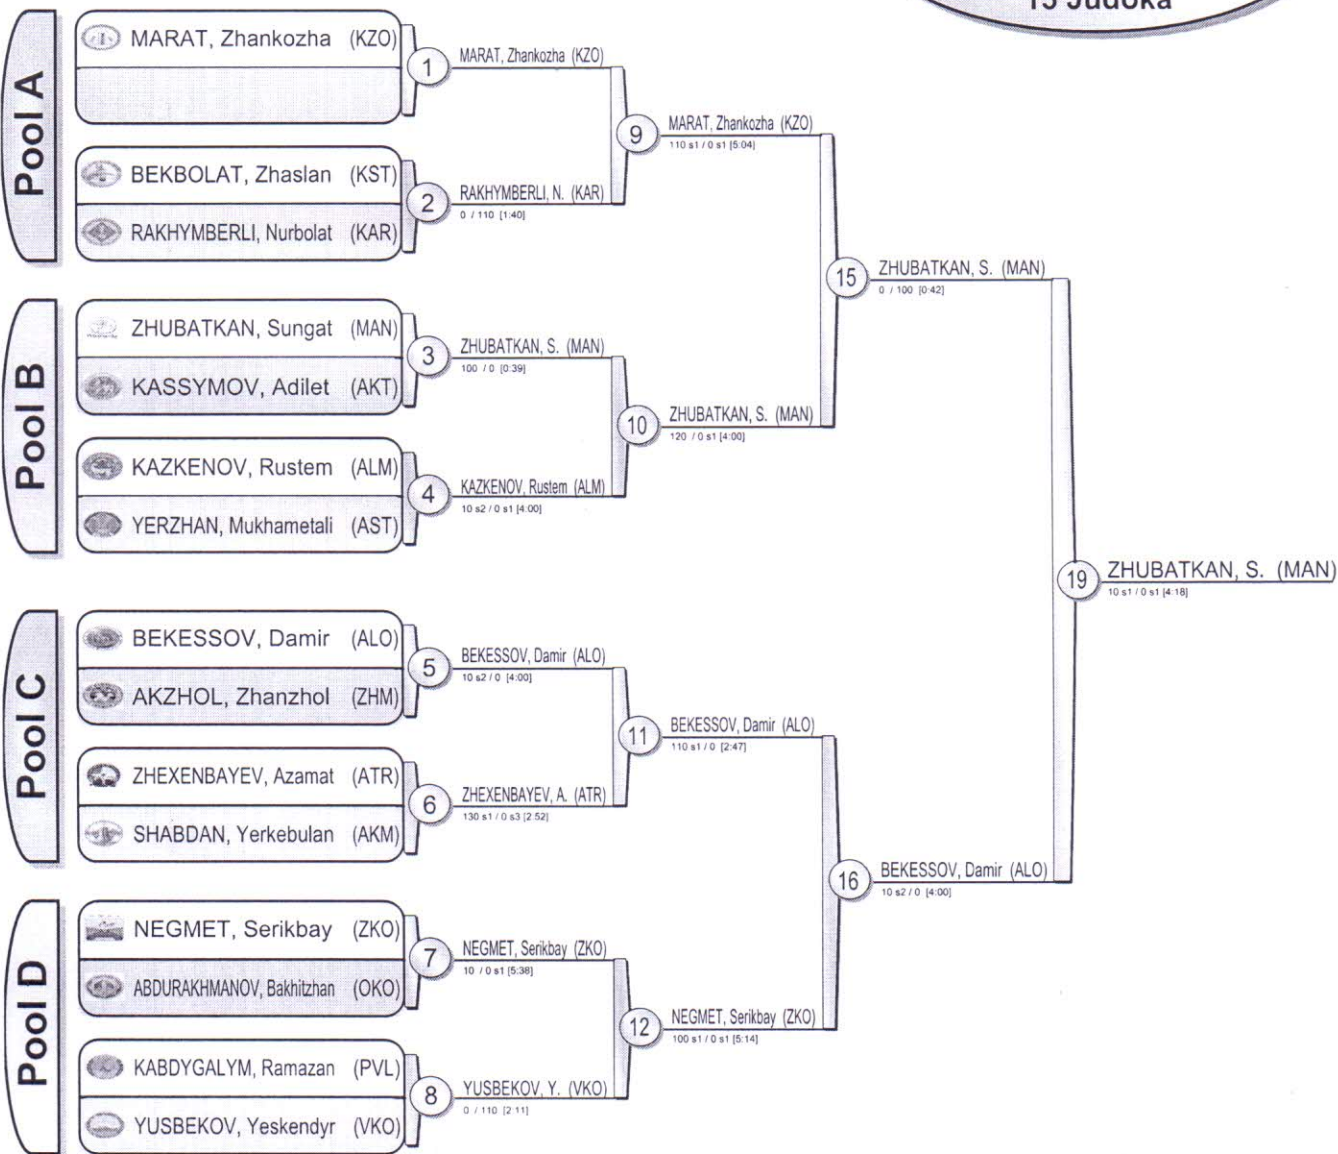 15 Judoka
Pool A
MARAT, Zhankozha (KZO)
BEKBOLAT, Zhaslan (KST)
RAKHYMBERLI, Nurbolat (KAR)
Pool B
ZHUBATKAN, Sungat (MAN)
KASSYMOV, Adilet (AKT)
KAZKENOV, Rustem (ALM)
YERZHAN, Mukhametali (AST)
Pool C
BEKESSOV, Damir (ALO)
AKZHOL, Zhanzhol (ZHM)
ZHEXENBAYEV, Azamat (ATR)
SHABDAN, Yerkebulan (AKM)
Pool D
NEGMET, Serikbay (ZKO)
ABDURAKHMANOV, Bakhitzhan (OKO)
KABDYGALYM, Ramazan (PVL)
YUSBEKOV, Yeskendyr (VKO)
1
MARAT, Zhankozha (KZO)
2
RAKHYMBERLI, N. (KAR)
0 / 110 [1:40]
3
ZHUBATKAN, S. (MAN)
100 / 0 [0:39]
4
KAZKENOV, Rustem (ALM)
10 s2 / 0 s1 [4:00]
5
BEKESSOV, Damir (ALO)
10 s2 / 0 [4:00]
6
ZHEXENBAYEV, A. (ATR)
130 s1 / 0 s3 [2:52]
7
NEGMET, Serikbay (ZKO)
10 / 0 s1 [5:38]
8
YUSBEKOV, Y. (VKO)
0 / 110 [2:11]
9
MARAT, Zhankozha (KZO)
110 s1 / 0 s1 [5:04]
10
ZHUBATKAN, S. (MAN)
120 / 0 s1 [4:00]
11
BEKESSOV, Damir (ALO)
110 s1 / 0 [2:47]
12
NEGMET, Serikbay (ZKO)
100 s1 / 0 s1 [5:14]
15
ZHUBATKAN, S. (MAN)
0 / 100 [0:42]
16
BEKESSOV, Damir (ALO)
10 s2 / 0 [4:00]
19
ZHUBATKAN, S. (MAN)
10 s1 / 0 s1 [4:18]